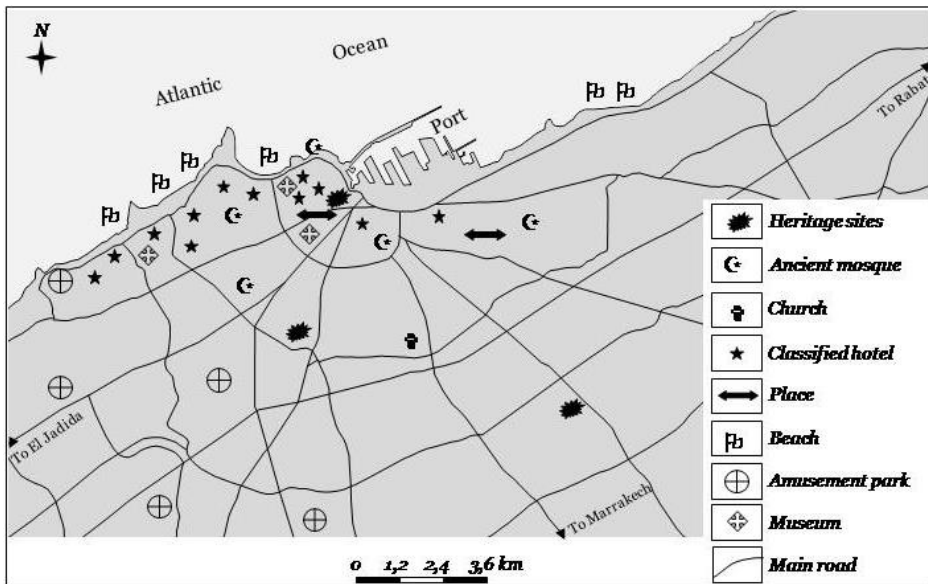 N
Ocean
Atlantic
Port
To Rabat
To El Jadida
To Marrakech
Heritage sites
Ancient mosque
Church
Classified hotel
Place
Beach
Amusement park
Museum
Main road
0 1,2 2,4 3,6 km